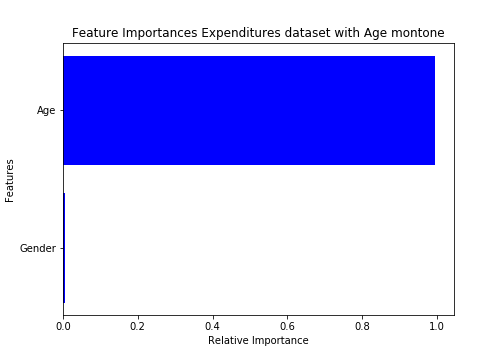 Feature Importances Expenditures dataset with Age montone
Features
Age
Gender
0.0 0.2 0.4 0.6 0.8 1.0
Relative Importance